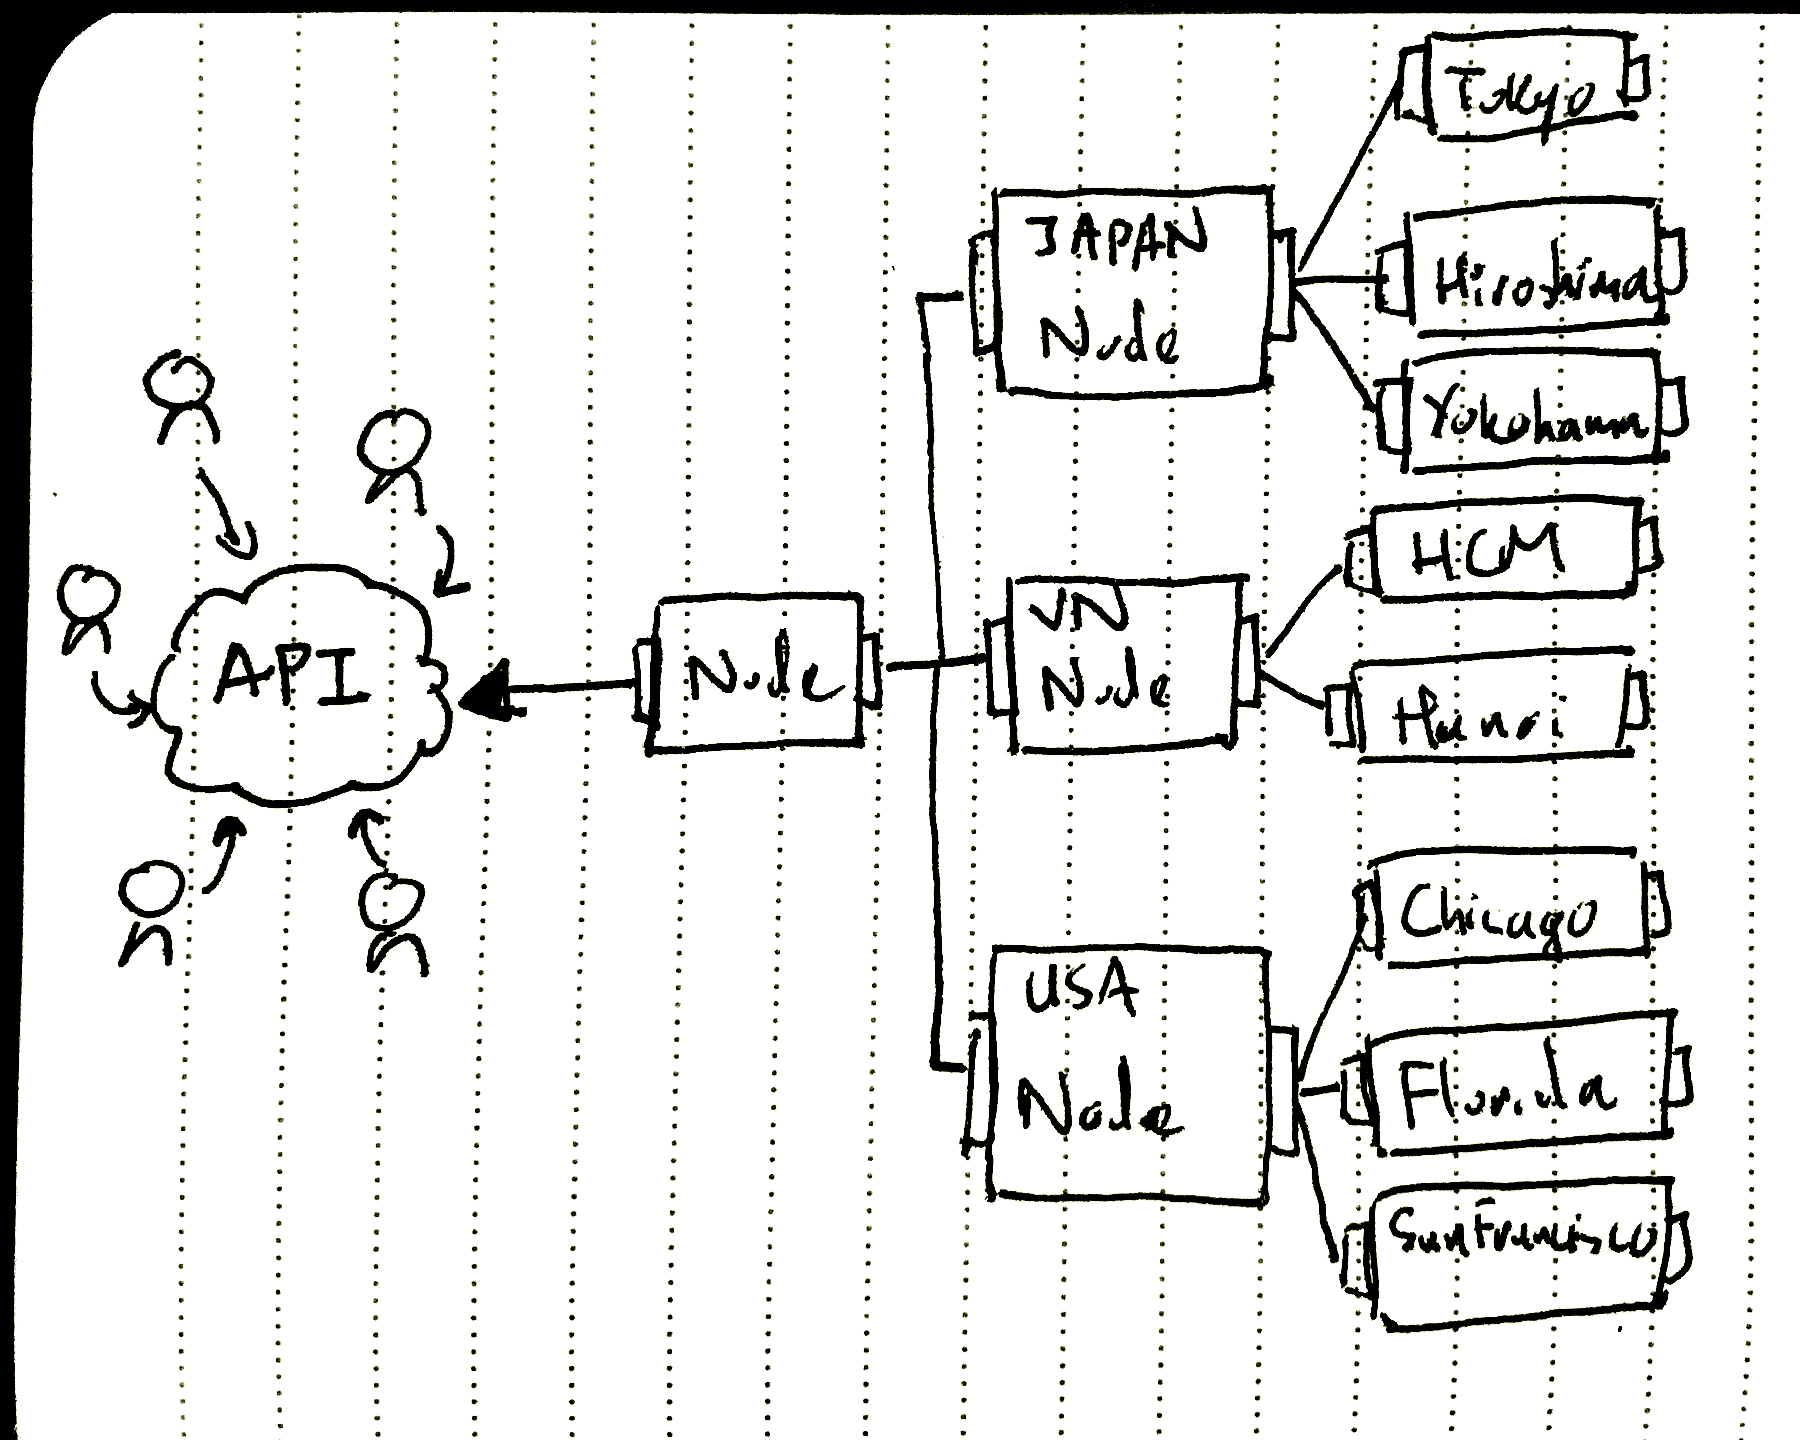 API
Node
JAPAN
Node
VN
Node
USA
Node
Tokyo
Hiroshima
Yokohama
HCM
Hanoi
Chicago
Florida
SanFrancisco